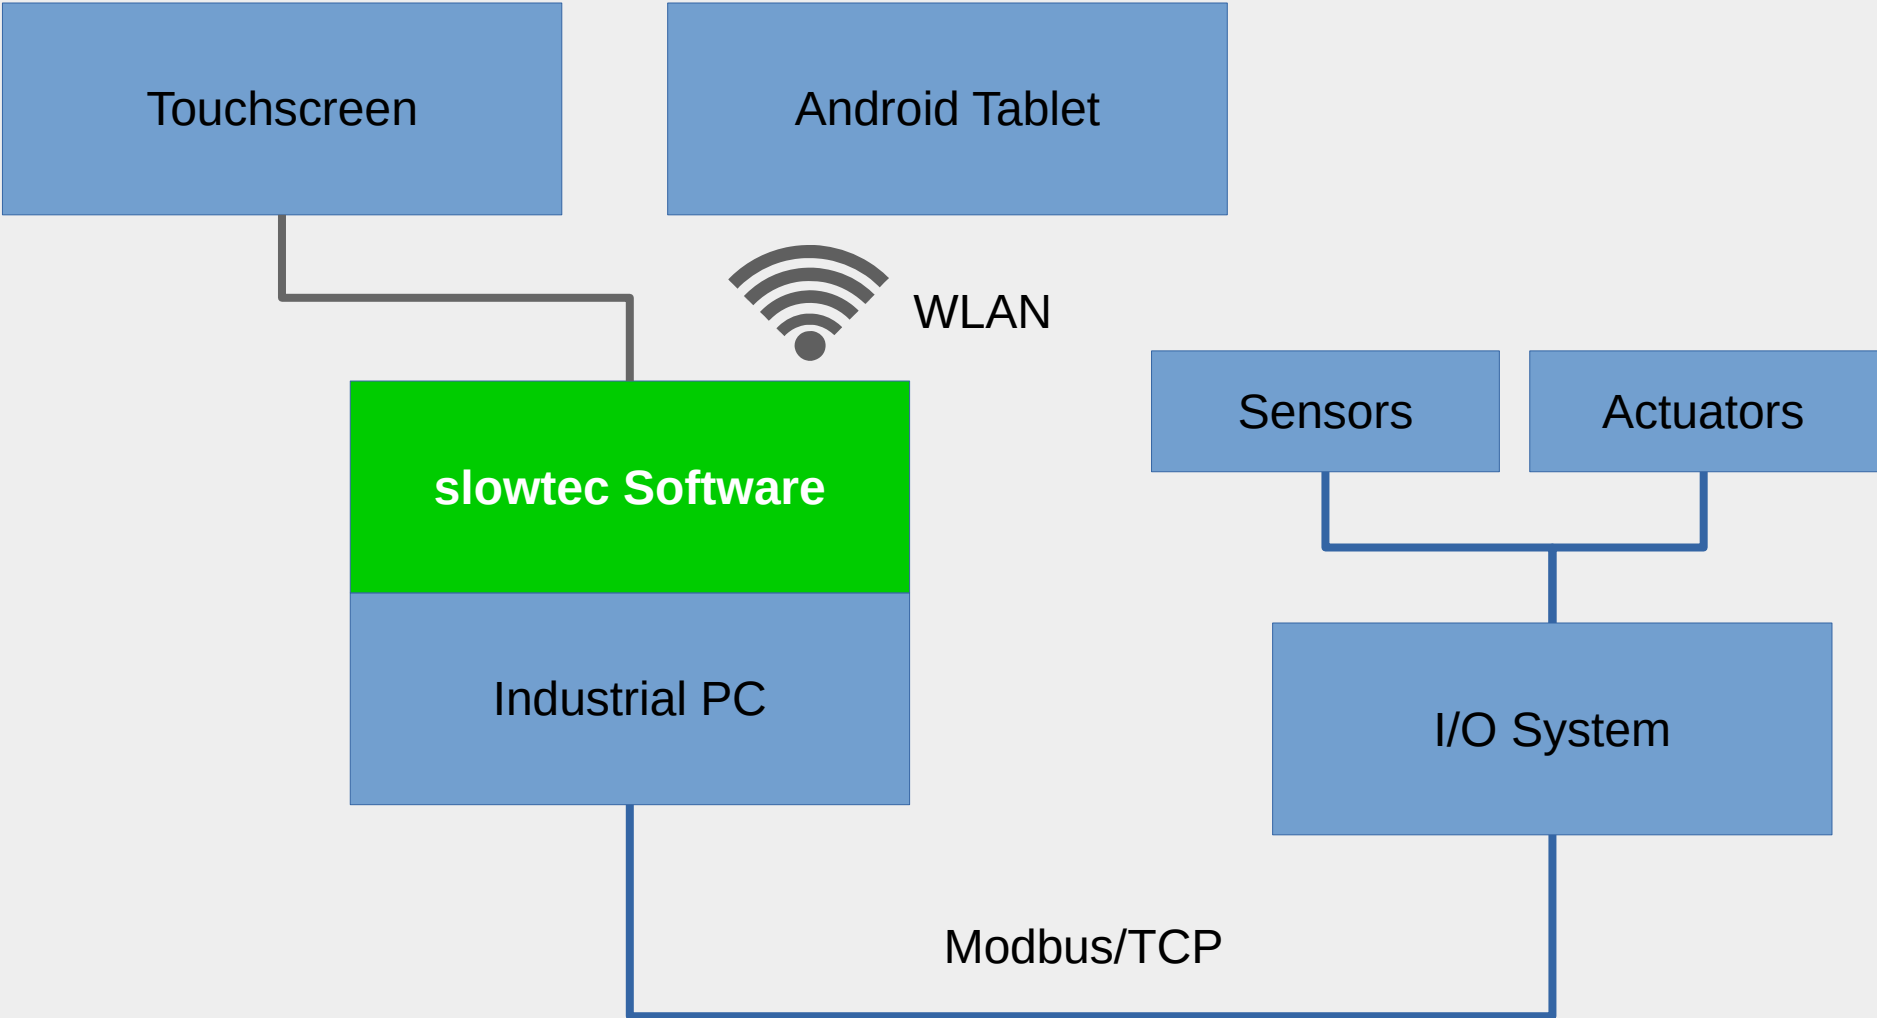 Touchscreen
Android Tablet
WLAN
Sensors
Actuators
slowtec Software
Industrial PC
I/O System
Modbus/TCP